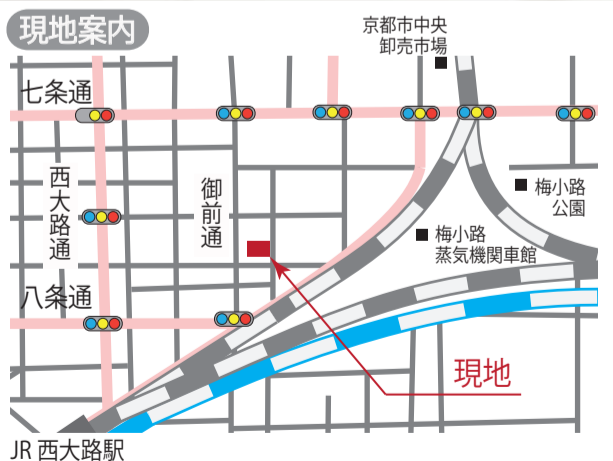 現地案内
京都市中央
卸売市場
七条通
西大路通
御前通
梅小路
公園
梅小路
蒸気機関車館
八条通
現地
JR 西大路駅